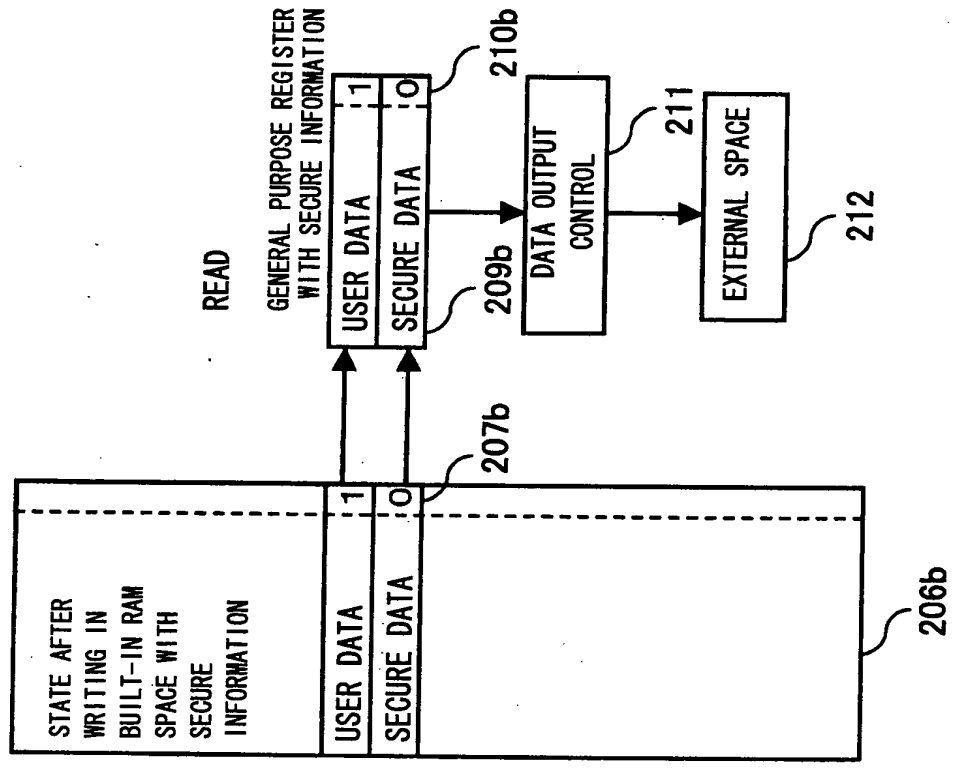 STATE AFTER
WRITING IN
BUILT-IN RAM
SPACE WITH
SECURE
INFORMATION
USER DATA 1
SECURE DATA 0
207b
206b
READ
GENERAL PURPOSE REGISTER
WITH SECURE INFORMATION
USER DATA 1
SECURE DATA 0
209b
210b
DATA OUTPUT
CONTROL
211
EXTERNAL SPACE
212